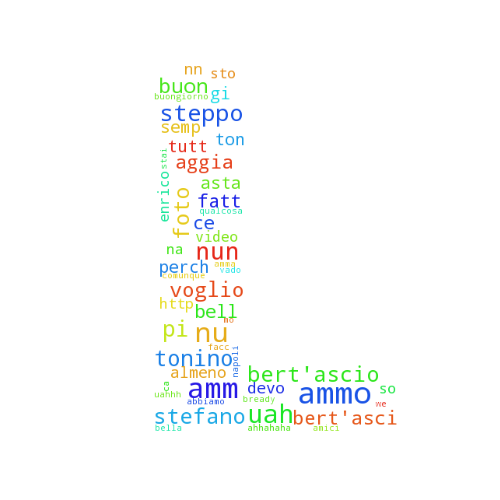 nn sto
buon
buongiorno gi
steppo
semp
ton
tutt
stai
aggia
enrico
asta
foto
fatt
qualcosa
ce
video
na
nun
perch
amma
vado
comunque
voglio
http
bell
pi
ho
nu
facc
tonino
napoli
almeno
bert'ascio
ca
amm
devo
ammo
so
uahhh
abbiamo
bready
me
stefano
uah
bert'asci
bella
ahhahaha
amici